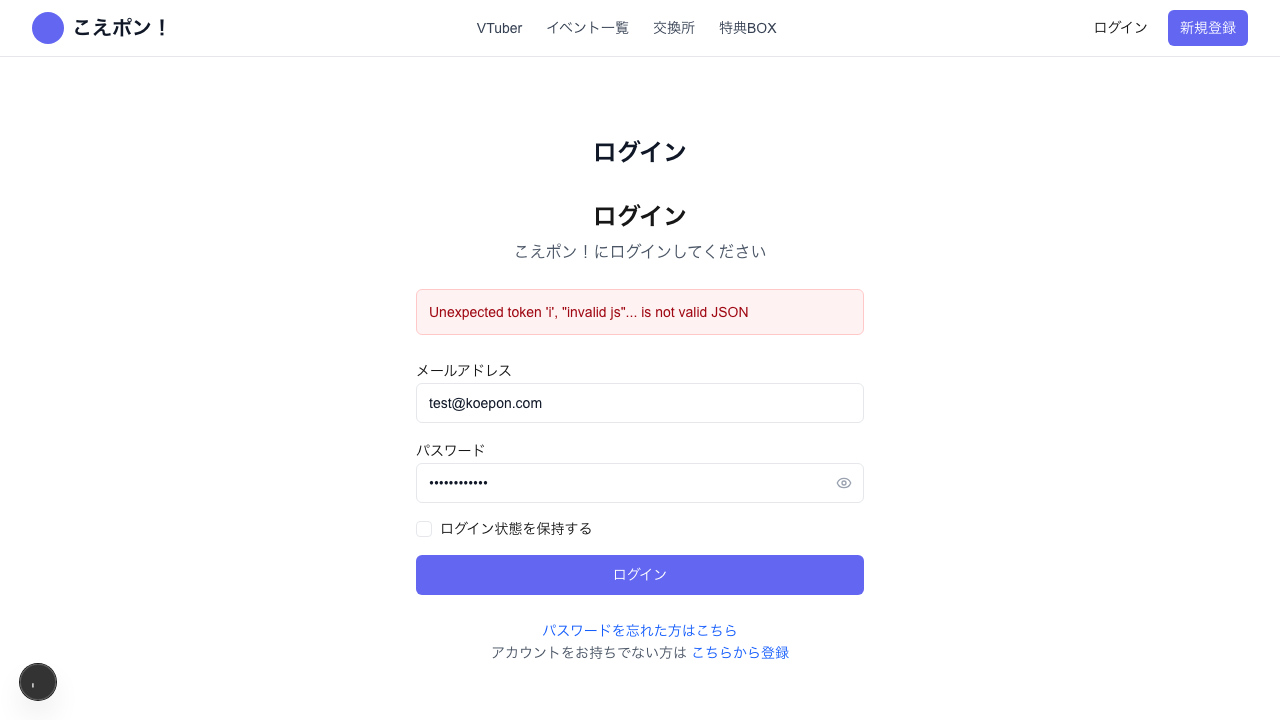 こえポン！
VTuber
イベント一覧
交換所
特典BOX
ログイン
新規登録
ログイン
ログイン
こえポン！にログインしてください
Unexpected token 'i', "invalid js"... is not valid JSON
メールアドレス
test@koepon.com
パスワード
••••••••••••
ログイン状態を保持する
ログイン
パスワードを忘れた方はこちら
アカウントをお持ちでない方は こちらから登録